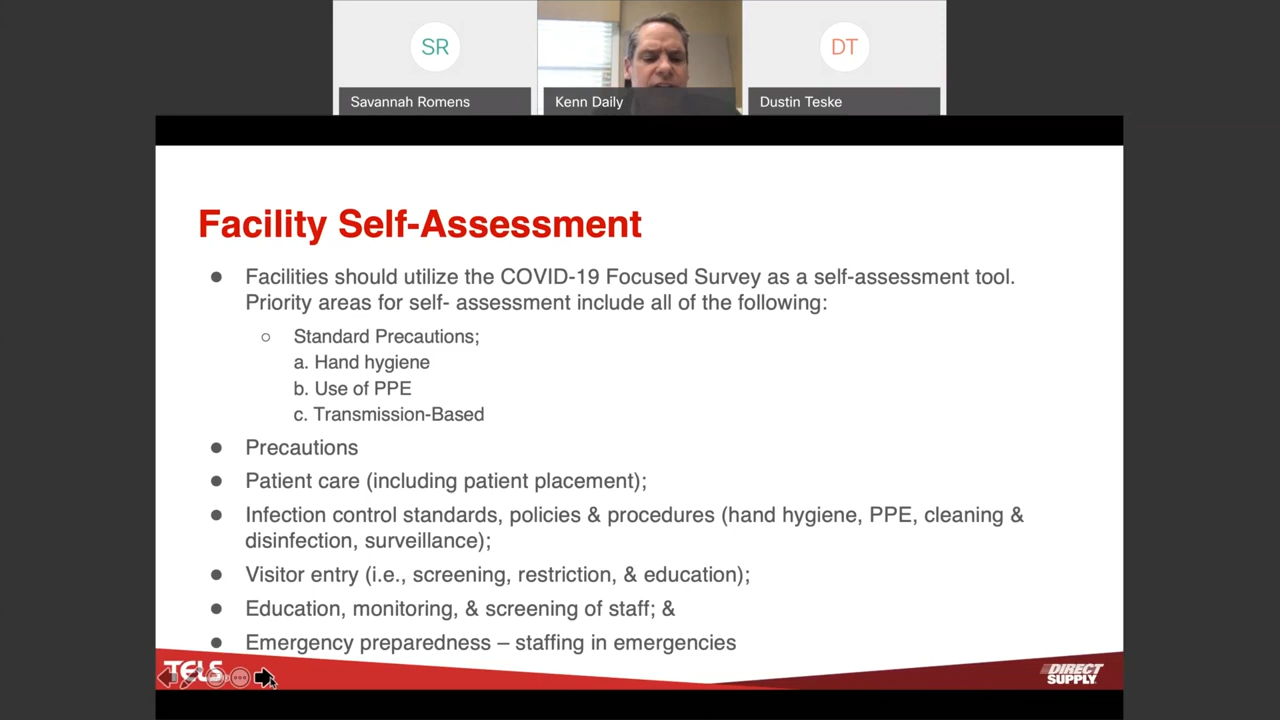 SR
DT
Savannah Romens
Kenn Daily
Dustin Teske
Facility Self-Assessment
● Facilities should utilize the COVID-19 Focused Survey as a self-assessment tool.
Priority areas for self- assessment include all of the following:
○ Standard Precautions;
a. Hand hygiene
b. Use of PPE
c. Transmission-Based
● Precautions
● Patient care (including patient placement);
● Infection control standards, policies & procedures (hand hygiene, PPE, cleaning &
disinfection, surveillance);
● Visitor entry (i.e., screening, restriction, & education);
● Education, monitoring, & screening of staff; &
● Emergency preparedness – staffing in emergencies
TELS
DIRECT
SUPPLY